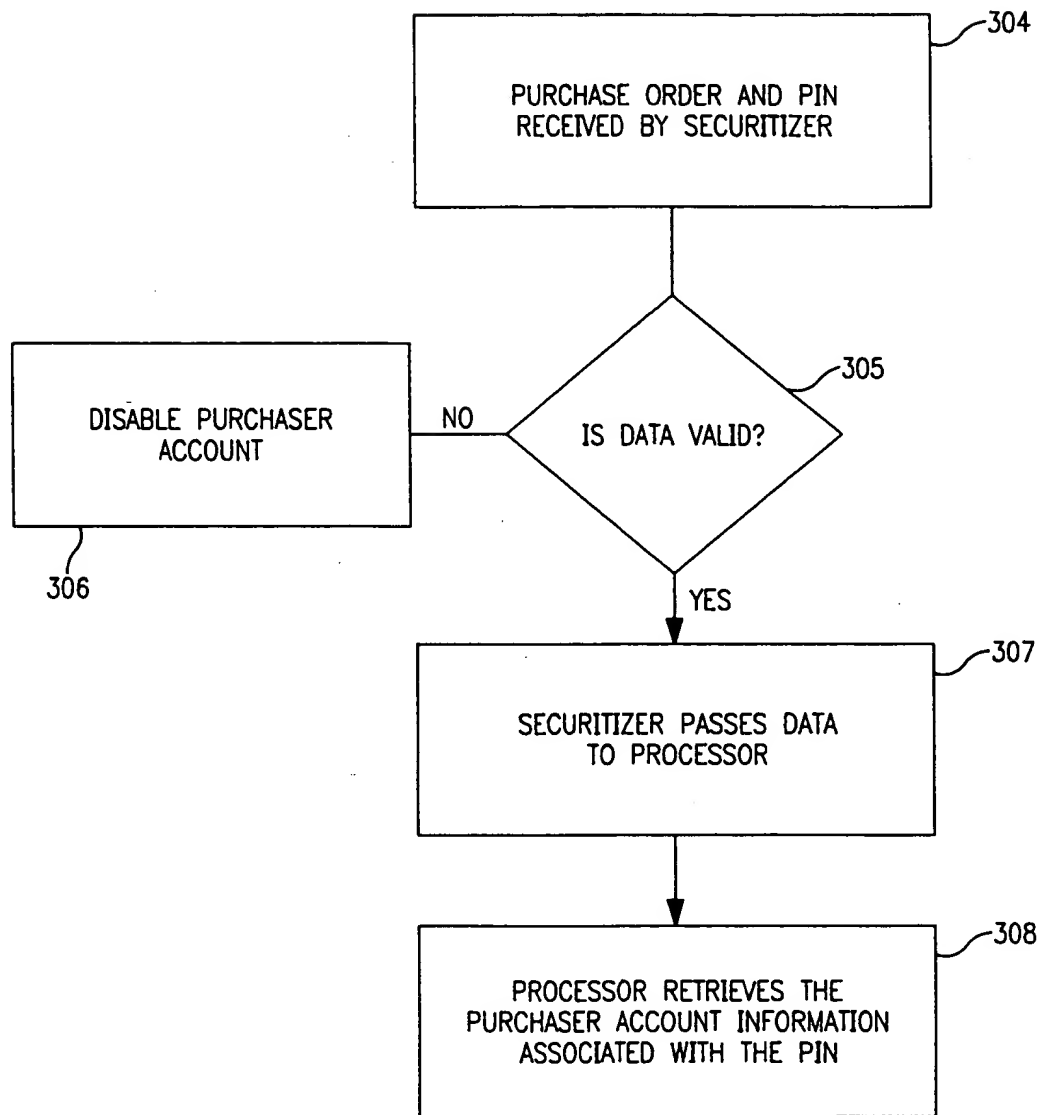 304
PURCHASE ORDER AND PIN
RECEIVED BY SECURITIZER
305
IS DATA VALID?
NO
DISABLE PURCHASER
ACCOUNT
306
YES
307
SECURITIZER PASSES DATA
TO PROCESSOR
308
PROCESSOR RETRIEVES THE
PURCHASER ACCOUNT INFORMATION
ASSOCIATED WITH THE PIN